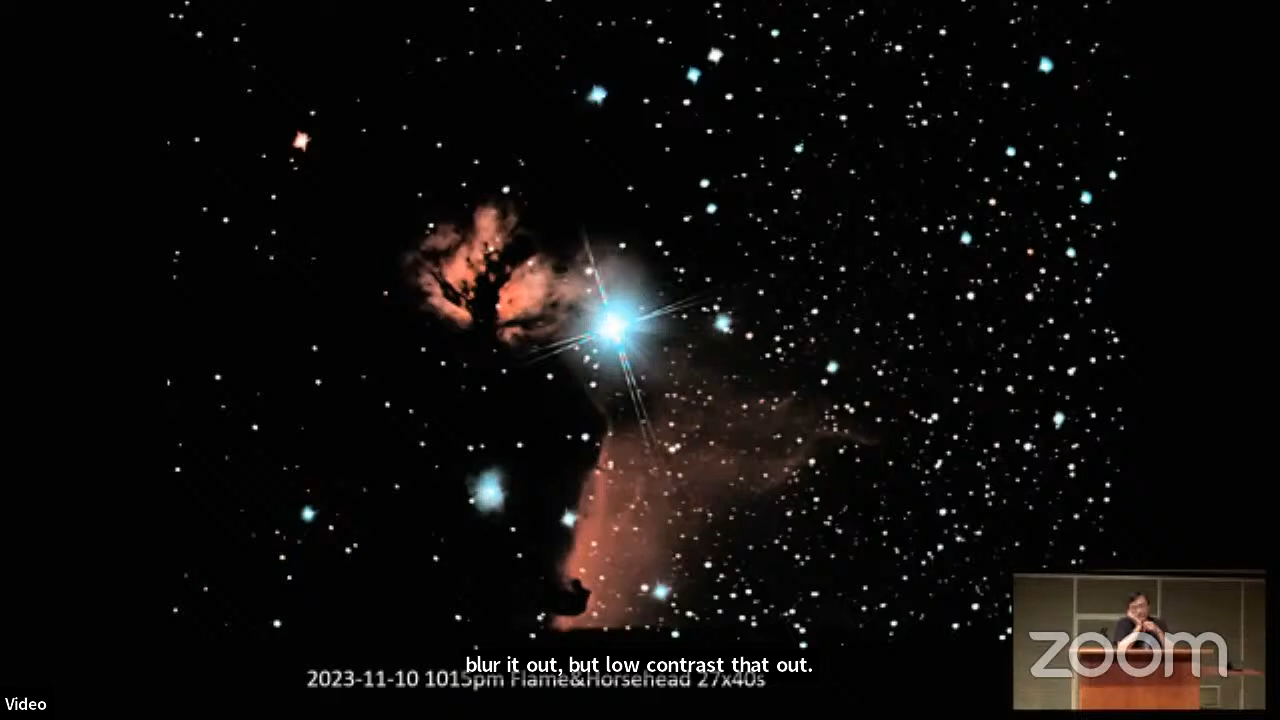 blur it out, but low contrast that out.
2023-11-10 1015pm Flame&Horsehead 27x40s
zoom
Video